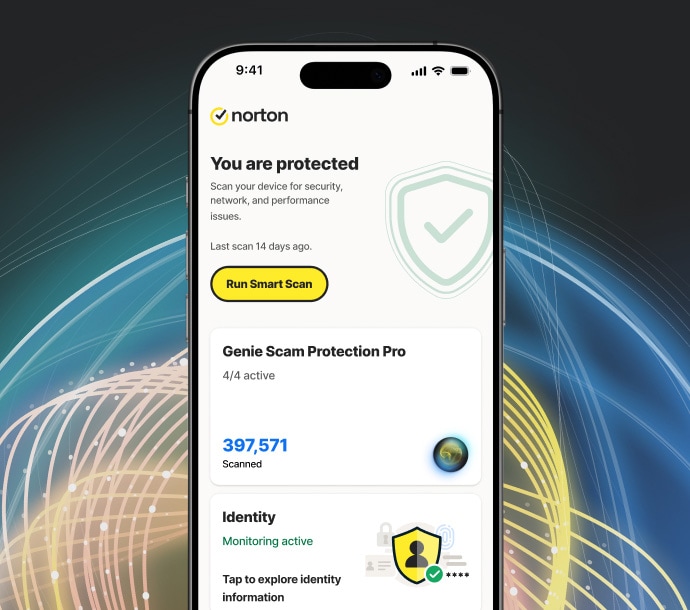 9:41
norton
You are protected
Scan your device for security,
network, and performance
issues.
Last scan 14 days ago.
Run Smart Scan
Genie Scam Protection Pro
4/4 active
397,571
Scanned
Identity
Monitoring active
Tap to explore identity
information
****